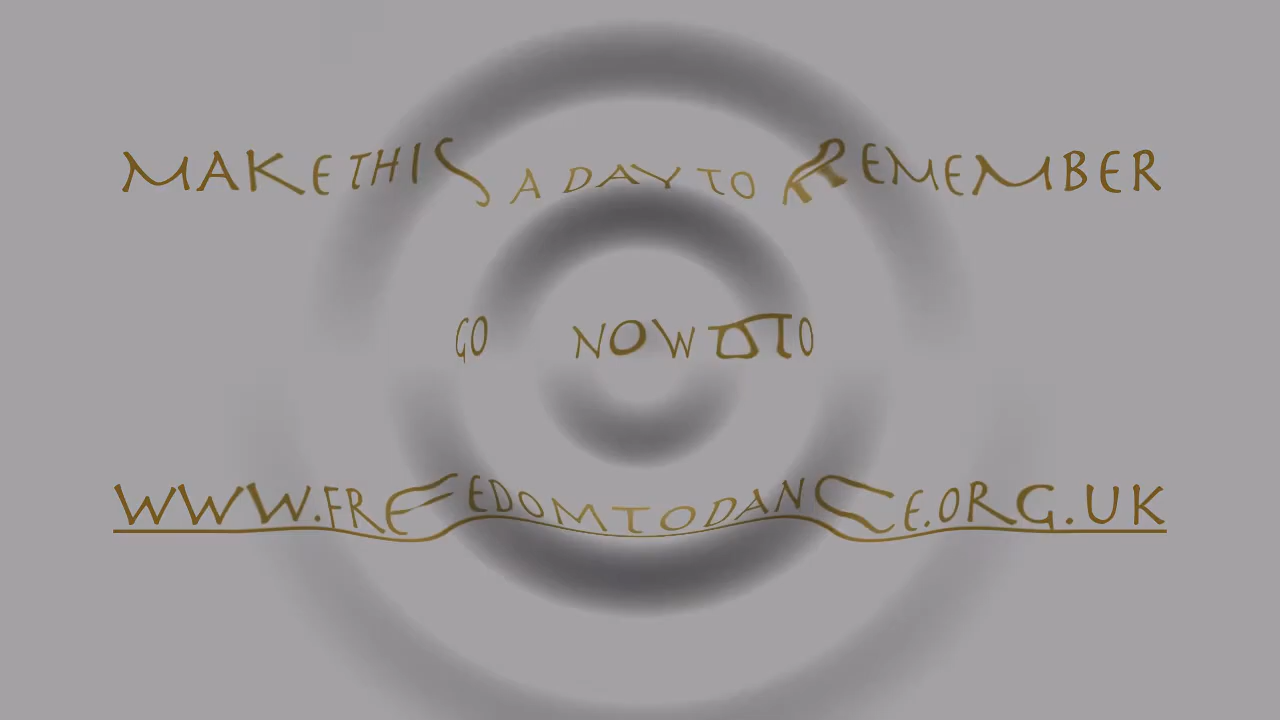 MAKE THIS A DAY TO REMEMBER
GO NOW TO
WWW.FREEDOMTODANCE.ORG.UK